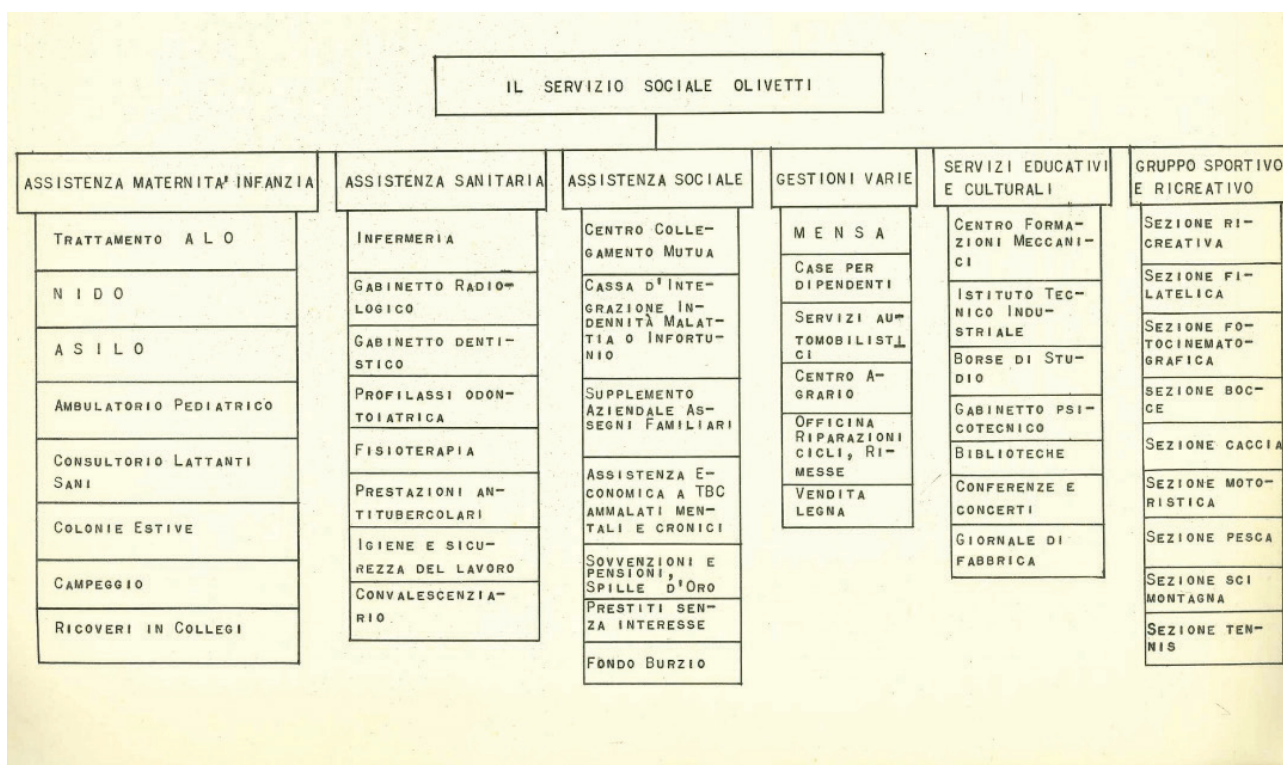 IL SERVIZIO SOCIALE OLIVETTI
ASSISTENZA MATERNITA' INFANZIA
TRATTAMENTO ALO
NIDO
ASILO
AMBULATORIO PEDIATRICO
CONSULTORIO LATTANTI
SANI
COLONIE ESTIVE
CAMPEGGIO
RICOVERI IN COLLEGI
ASSISTENZA SANITARIA
INFERMERIA
GABINETTO RADIO-
LOGICO
GABINETTO DENTI-
STICO
PROFILASSI ODON-
TOIATRICA
FISIOTERAPIA
PRESTAZIONI AN-
TITUBERCOLARI
IGIENE E SICU-
REZZA DEL LAVORO
CONVALESCENZIA-
RIO
ASSISTENZA SOCIALE
CENTRO COLLE-
GAMENTO MUTUA
CASSA D'INTE-
GRAZIONE IN-
DENNITÀ MALAT-
TIA O INFORTU-
NIO
SUPPLEMENTO
AZIENDALE AS-
SEGNI FAMILIARI
ASSISTENZA E-
CONOMICA A TBC
AMMALATI MEN-
TALI E CRONICI
SOVVENZIONI E
PENSIONI,
SPILLE D'ORO
PRESTITI SEN-
ZA INTERESSE
FONDO BURZIO
GESTIONI VARIE
MENSA
CASE PER
DIPENDENTI
SERVIZI AU-
TOMOBILISTI
CI
CENTRO A-
GRARIO
OFFICINA
RIPARAZIONI
CICLI, RI-
MESSE
VENDITA
LEGNA
SERVIZI EDUCATIVI
E CULTURALI
CENTRO FORMA-
ZIONI MECCANI-
CI
ISTITUTO TEC-
NICO INDU-
STRIALE
BORSE DI STU-
DIO
GABINETTO PSI-
COTECNICO
BIBLIOTECHE
CONFERENZE E
CONCERTI
GIORNALE DI
FABBRICA
GRUPPO SPORTIVO
E RICREATIVO
SEZIONE RI-
CREATIVA
SEZIONE FI-
LATELICA
SEZIONE FO-
TOCINEMATO-
GRAFICA
SEZIONE BOC-
CE
SEZIONE CACCIA
SEZIONE MOTO-
RISTICA
SEZIONE PESCA
SEZIONE SCI
MONTAGNA
SEZIONE TEN-
NIS